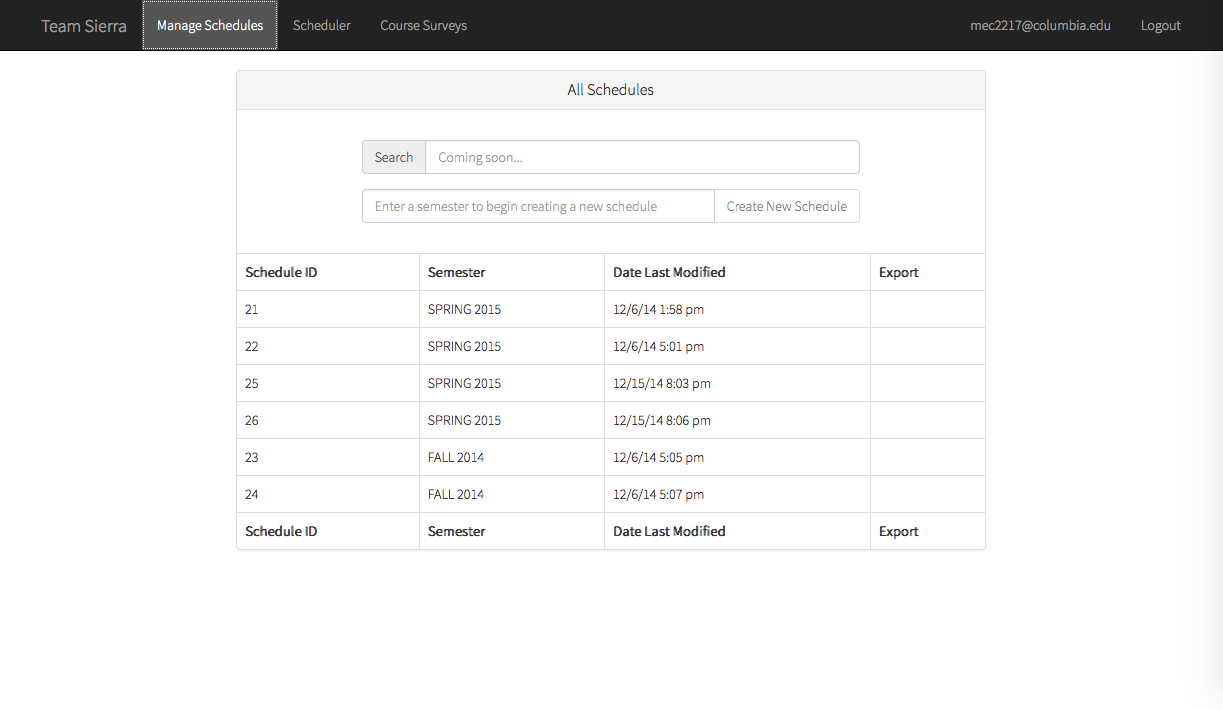 Team Sierra Manage Schedules Scheduler Course Surveys mec2217@columbia.edu Logout
All Schedules
Search Coming soon...
Enter a semester to begin creating a new schedule Create New Schedule
Schedule ID Semester Date Last Modified Export
21 SPRING 2015 12/6/14 1:58 pm
22 SPRING 2015 12/6/14 5:01 pm
25 SPRING 2015 12/15/14 8:03 pm
26 SPRING 2015 12/15/14 8:06 pm
23 FALL 2014 12/6/14 5:05 pm
24 FALL 2014 12/6/14 5:07 pm
Schedule ID Semester Date Last Modified Export